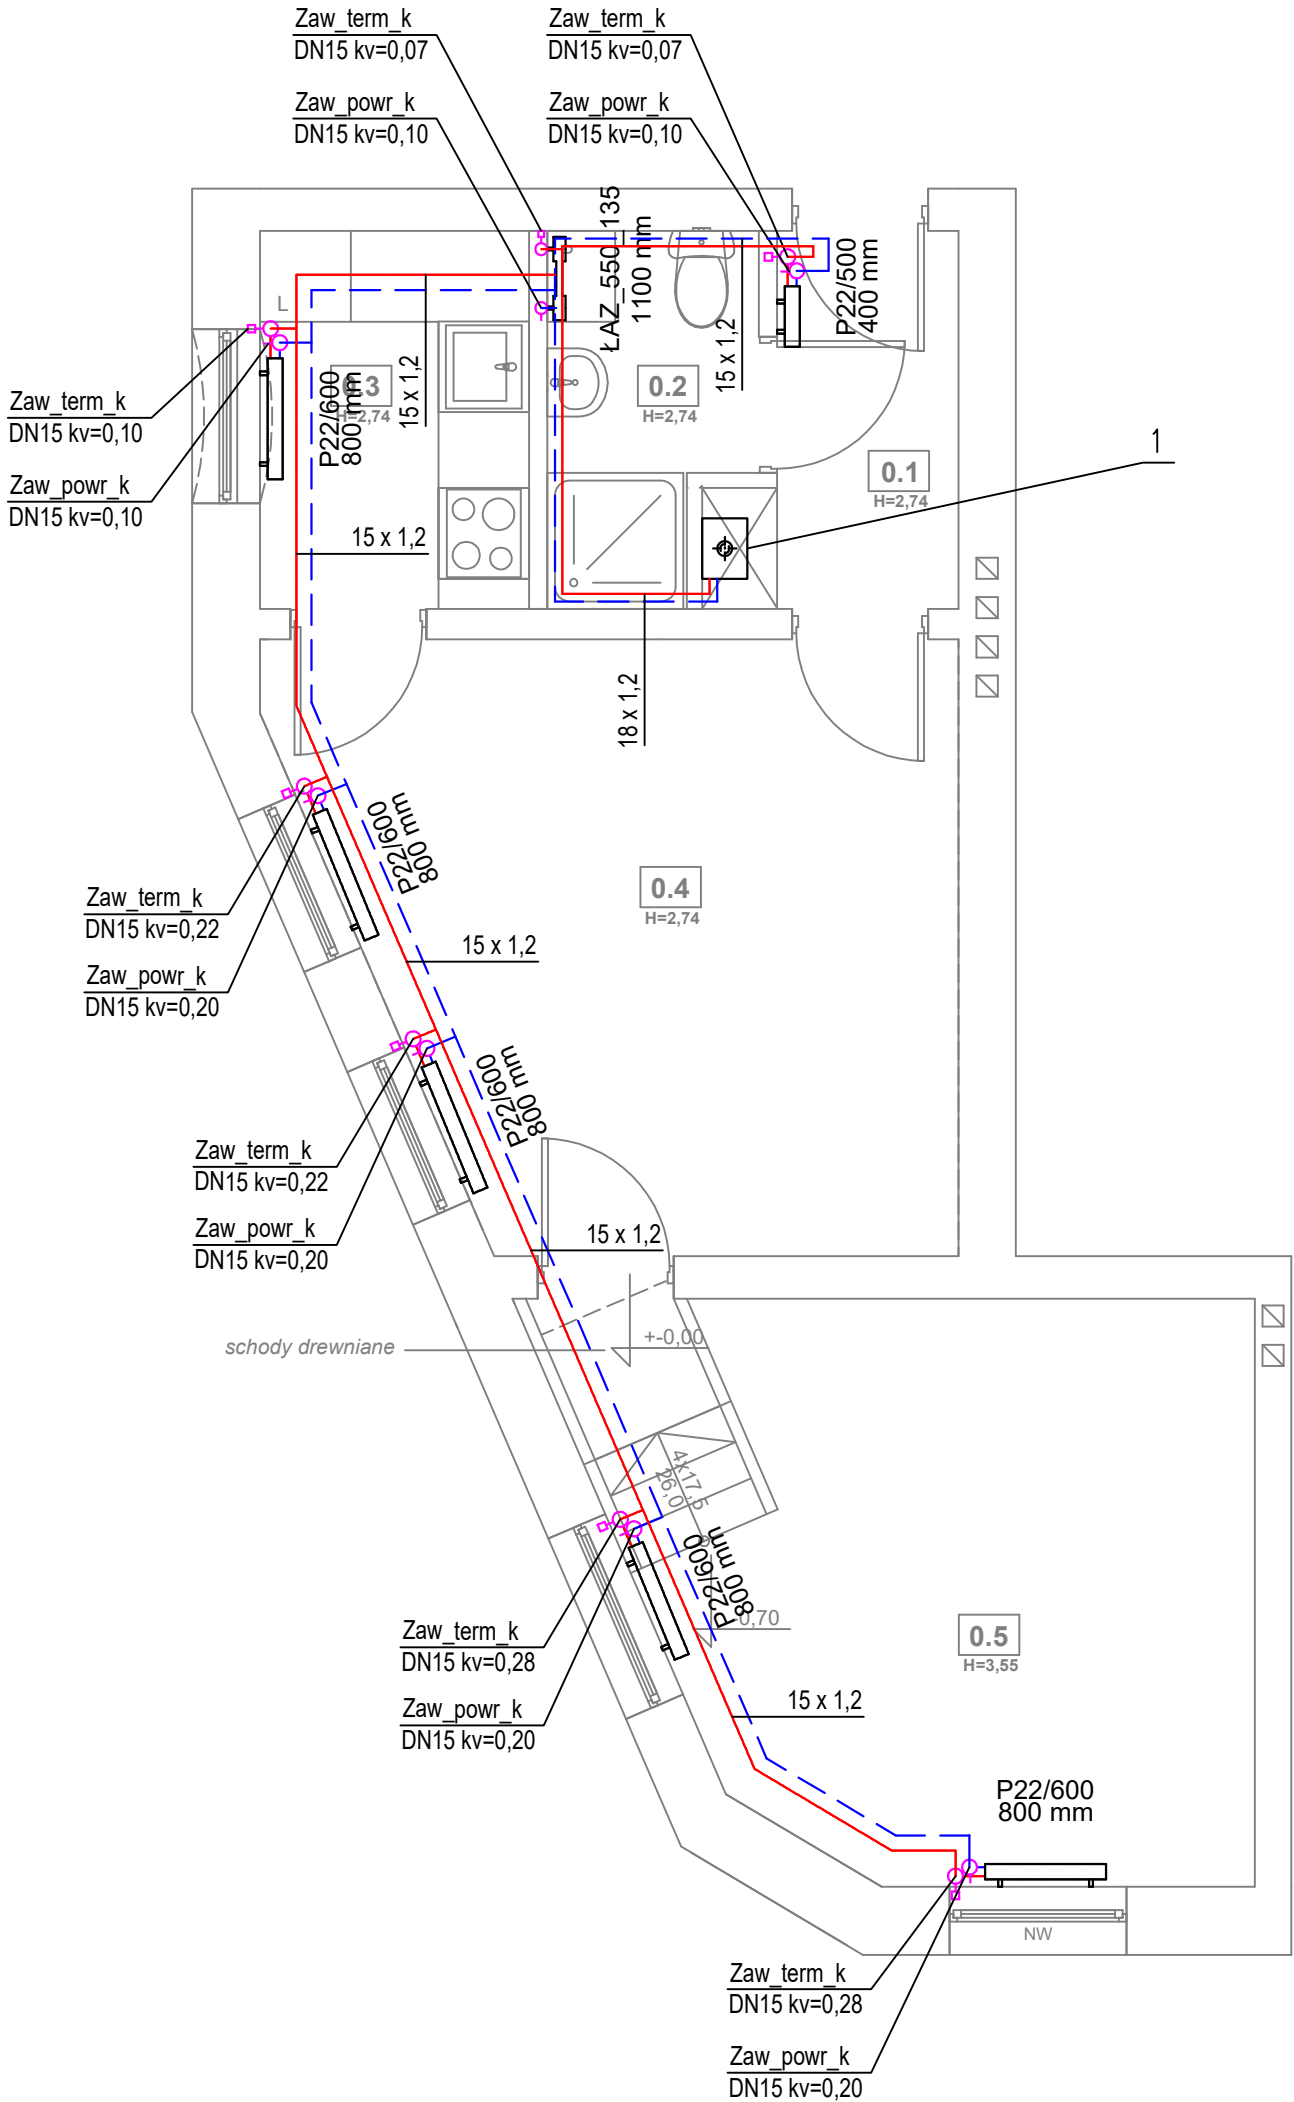 Zaw_term_k
DN15 kv=0,07
Zaw_term_k
DN15 kv=0,07
Zaw_powr_k
DN15 kv=0,10
Zaw_powr_k
DN15 kv=0,10
ŁAZ_550_135
1100 mm
P22/500
400 mm
15 x 1,2
15 x 1,2
L
0.3
H=2,74
P22/600
800 mm
0.2
H=2,74
Zaw_term_k
DN15 kv=0,10
Zaw_powr_k
DN15 kv=0,10
1
0.1
H=2,74
15 x 1,2
18 x 1,2
P22/600
800 mm
0.4
H=2,74
Zaw_term_k
DN15 kv=0,22
15 x 1,2
Zaw_powr_k
DN15 kv=0,20
P22/600
800 mm
Zaw_term_k
DN15 kv=0,22
Zaw_powr_k
DN15 kv=0,20
15 x 1,2
schody drewniane
+-0,00
4x17,5
26,0
P22/600
800 mm
-0,70
Zaw_term_k
DN15 kv=0,28
0.5
H=3,55
Zaw_powr_k
DN15 kv=0,20
15 x 1,2
P22/600
800 mm
NW
Zaw_term_k
DN15 kv=0,28
Zaw_powr_k
DN15 kv=0,20